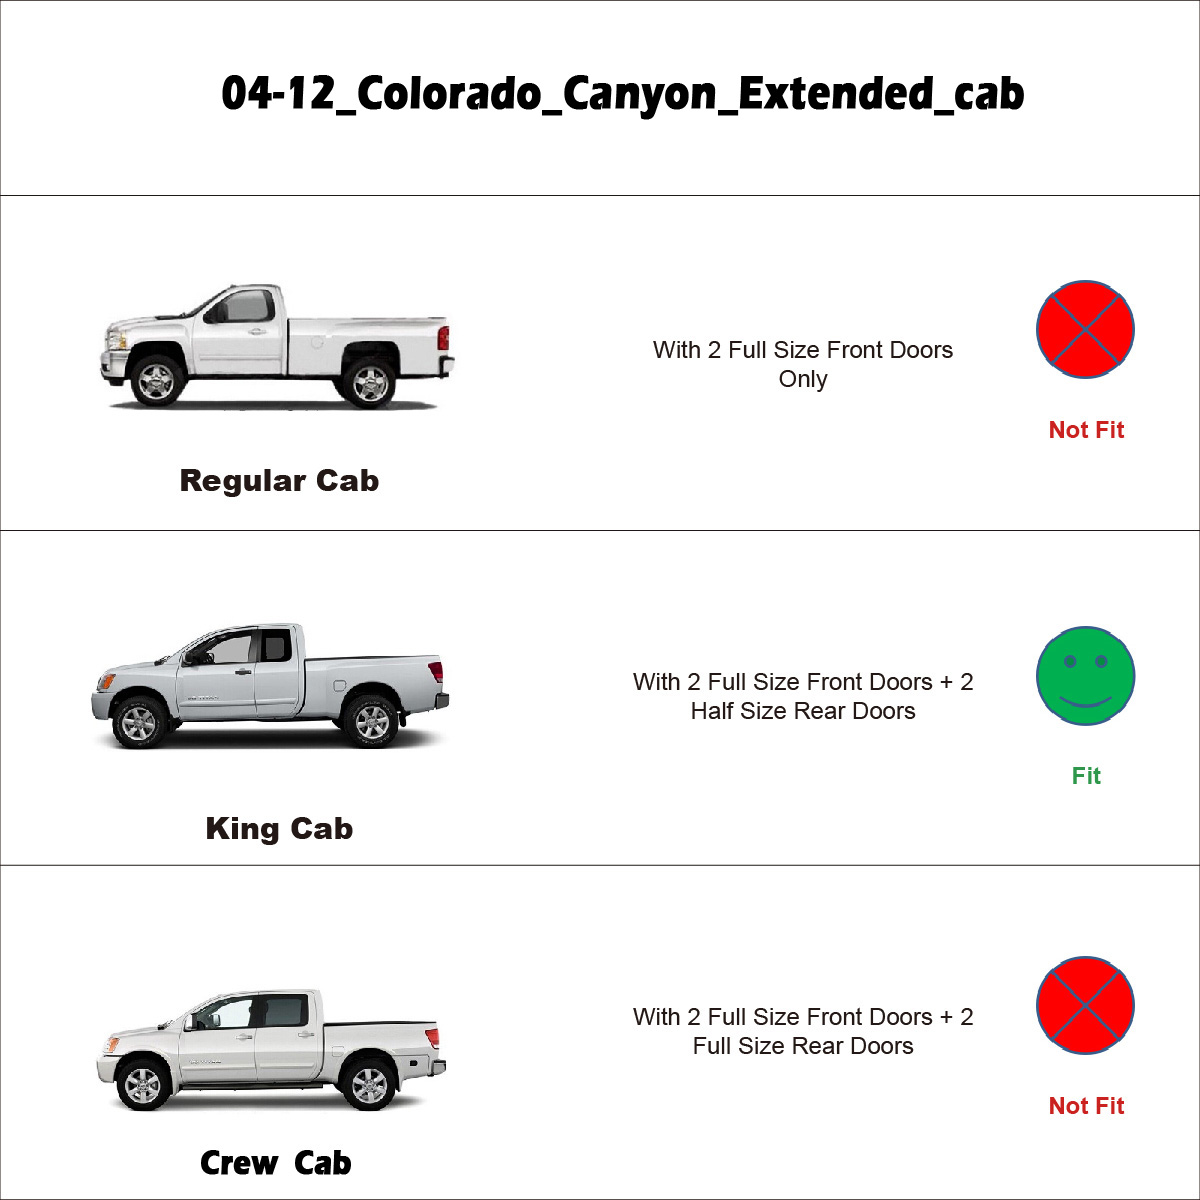 04-12_Colorado_Canyon_Extended_cab
With 2 Full Size Front Doors
Only
Not Fit
Regular Cab
With 2 Full Size Front Doors + 2
Half Size Rear Doors
Fit
King Cab
With 2 Full Size Front Doors + 2
Full Size Rear Doors
Not Fit
Crew Cab